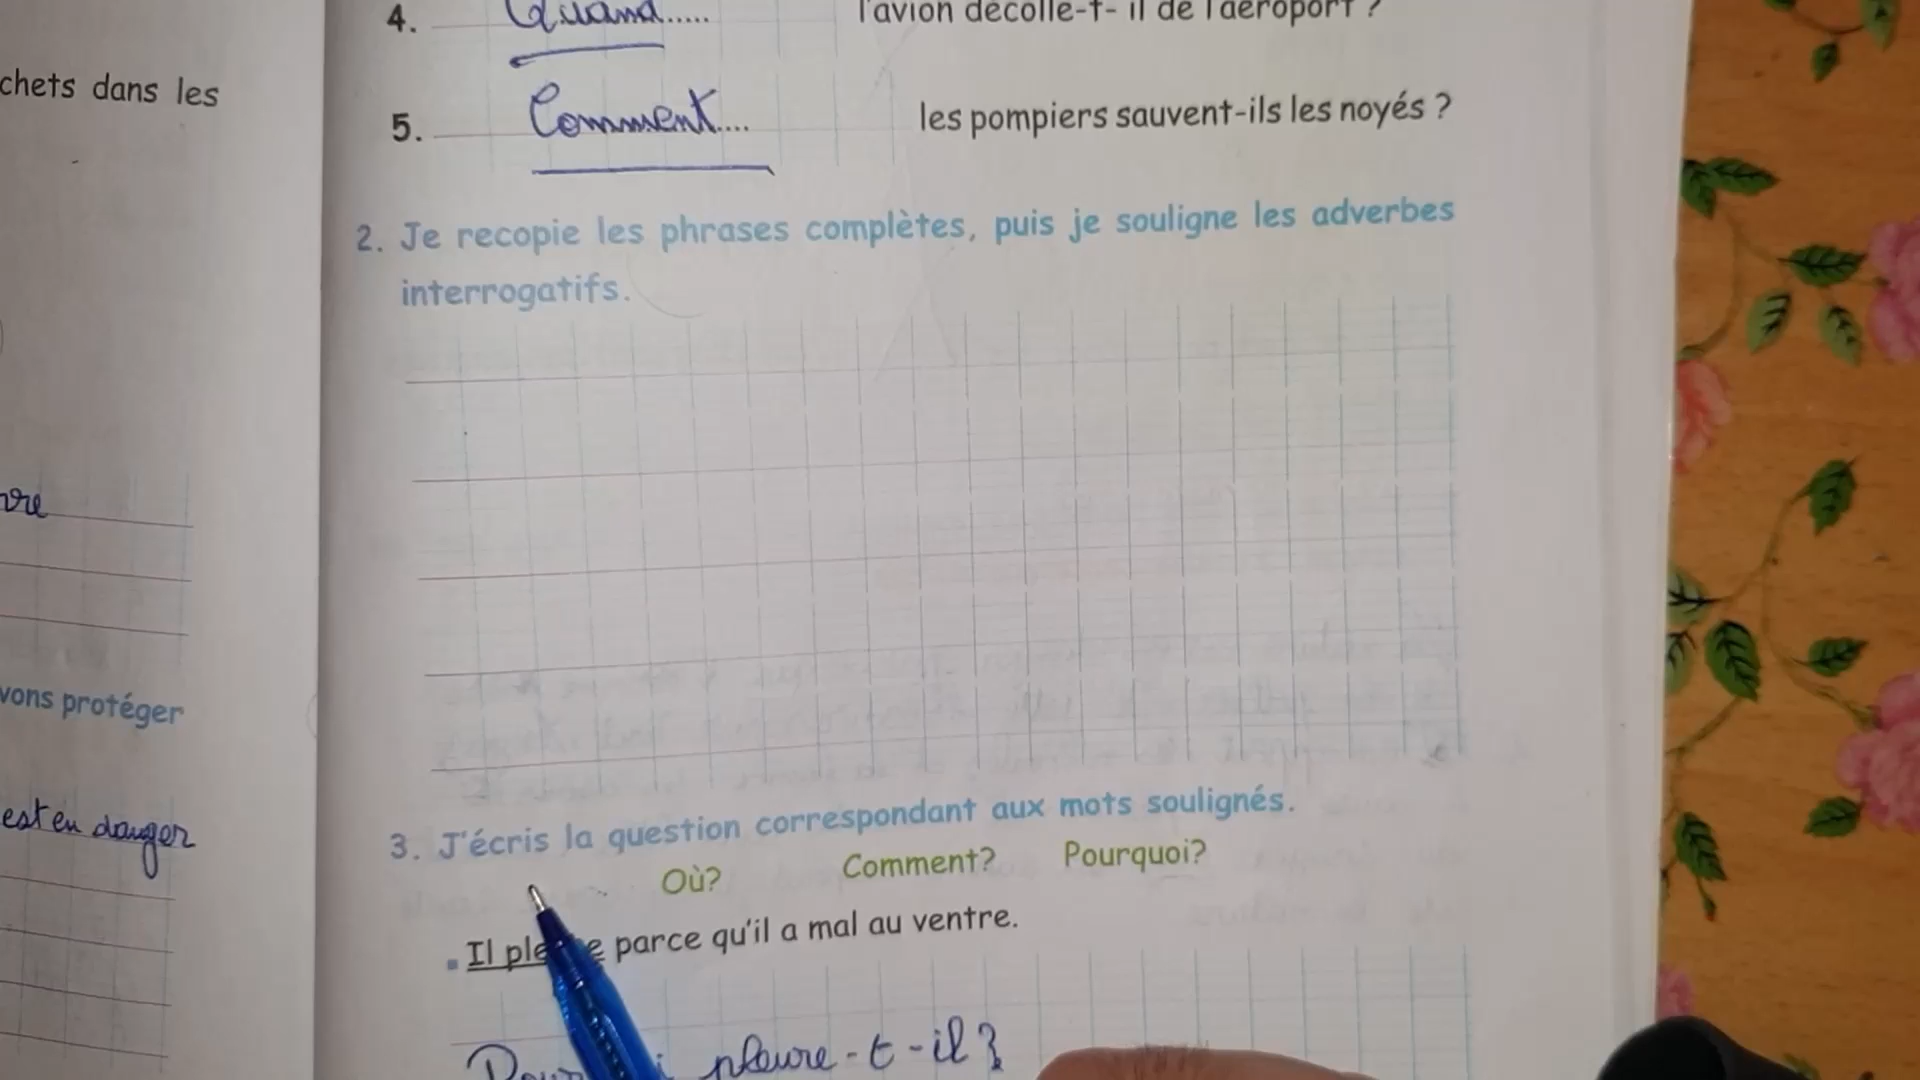 chets dans les
vre
vons protéger
est en danger
4. Quand..... l'avion décolle-t- il de l'aéroport ?
5. Comment.... les pompiers sauvent-ils les noyés ?
2. Je recopie les phrases complètes, puis je souligne les adverbes
interrogatifs.
3. J'écris la question correspondant aux mots soulignés.
Où? Comment? Pourquoi?
▪ Il parce qu'il a mal au ventre.
pleure-t-il ?